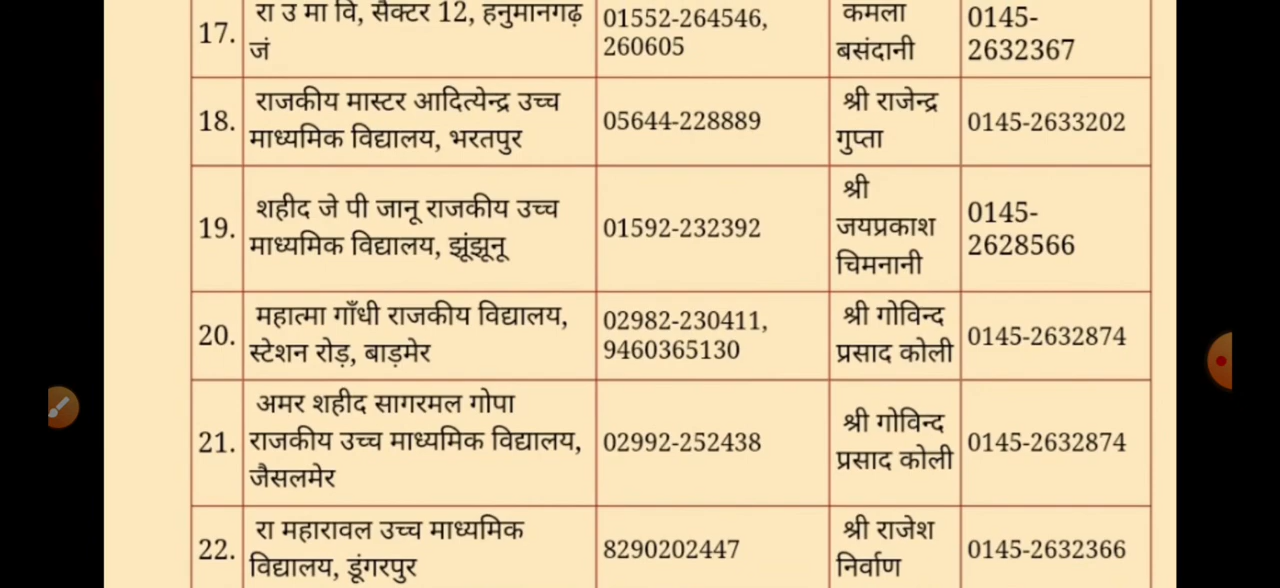 17.
रा उ मा वि, सैक्टर 12, हनुमानगढ़
जं
01552-264546,
260605
कमला
बसंदानी
0145-
2632367
18.
राजकीय मास्टर आदित्येन्द्र उच्च
माध्यमिक विद्यालय, भरतपुर
05644-228889
श्री राजेन्द्र
गुप्ता
0145-2633202
19.
शहीद जे पी जानू राजकीय उच्च
माध्यमिक विद्यालय, झूंझूनू
01592-232392
श्री
जयप्रकाश
चिमनानी
0145-
2628566
20.
महात्मा गाँधी राजकीय विद्यालय,
स्टेशन रोड़, बाड़मेर
02982-230411,
9460365130
श्री गोविन्द
प्रसाद कोली
0145-2632874
21.
अमर शहीद सागरमल गोपा
राजकीय उच्च माध्यमिक विद्यालय,
जैसलमेर
02992-252438
श्री गोविन्द
प्रसाद कोली
0145-2632874
22.
रा महारावल उच्च माध्यमिक
विद्यालय, डूंगरपुर
8290202447
श्री राजेश
निर्वाण
0145-2632366